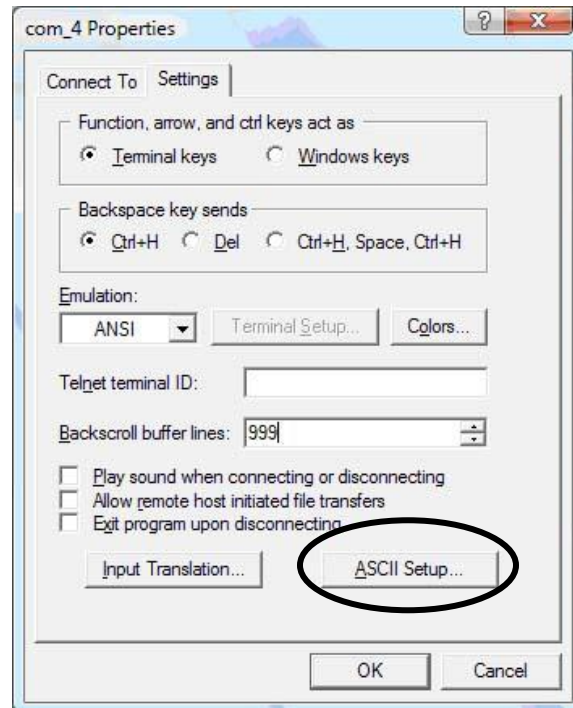 com_4 Properties
Connect To Settings
Function, arrow, and ctrl keys act as
Terminal keys Windows keys
Backspace key sends
Ctrl+H Del Ctrl+H, Space, Ctrl+H
Emulation:
ANSI Terminal Setup... Colors...
Telnet terminal ID:
Backscroll buffer lines: 999
Play sound when connecting or disconnecting
Allow remote host initiated file transfers
Exit program upon disconnecting
Input Translation... ASCII Setup...
OK Cancel